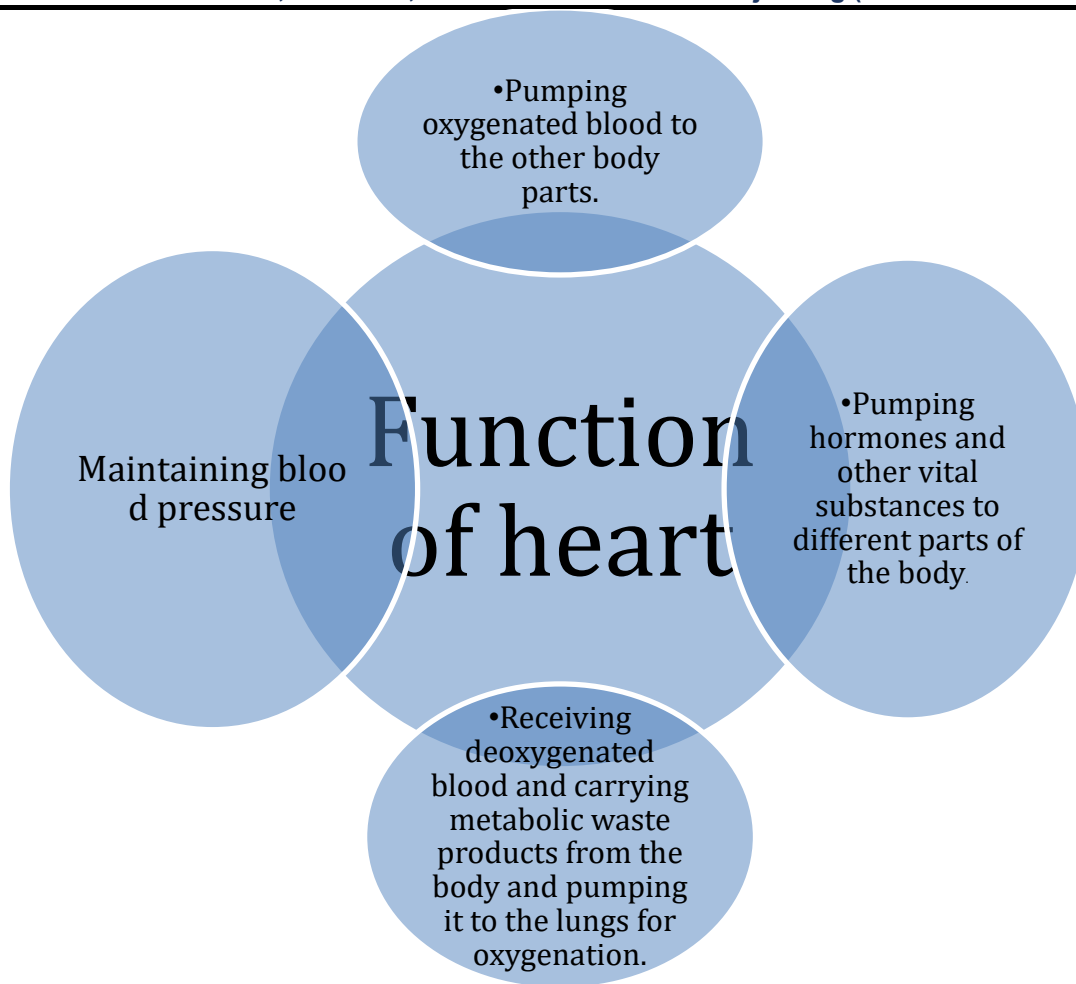 •Pumping
oxygenated blood to
the other body
parts.
Function
of heart
Maintaining bloo
d pressure
•Pumping
hormones and
other vital
substances to
different parts of
the body.
•Receiving
deoxygenated
blood and carrying
metabolic waste
products from the
body and pumping
it to the lungs for
oxygenation.